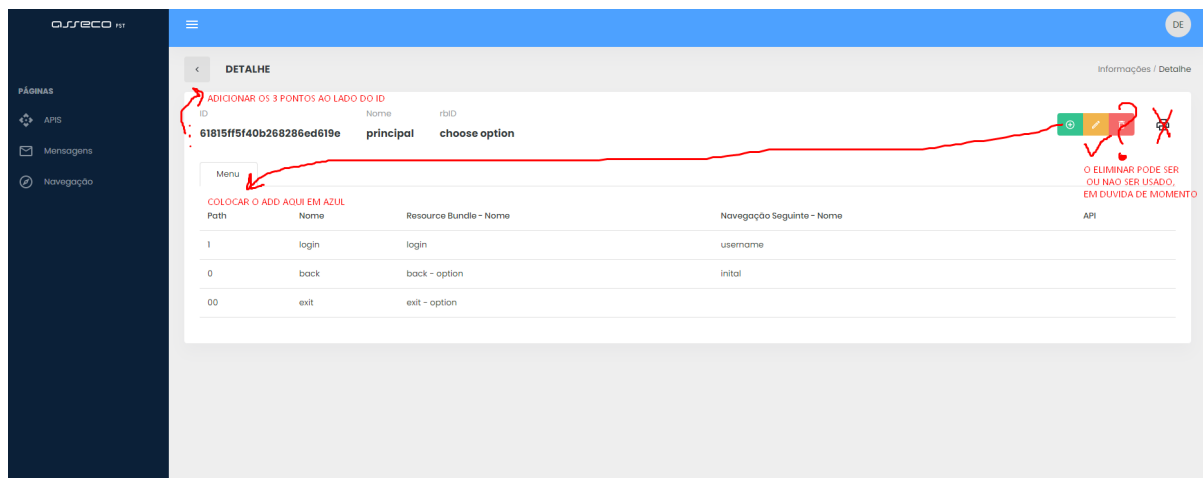 asseco PST
DE
DETALHE
Informações / Detalhe
PÁGINAS
APIS
Mensagens
Navegação
ADICIONAR OS 3 PONTOS AO LADO DO ID
ID Nome rbID
61815ff5f40b268286ed619e principal choose option
Menu
O ELIMINAR PODE SER
OU NAO SER USADO,
EM DUVIDA DE MOMENTO
COLOCAR O ADD AQUI EM AZUL
Path Nome Resource Bundle - Nome Navegação Seguinte - Nome API
1 login login username
0 back back - option inital
00 exit exit - option